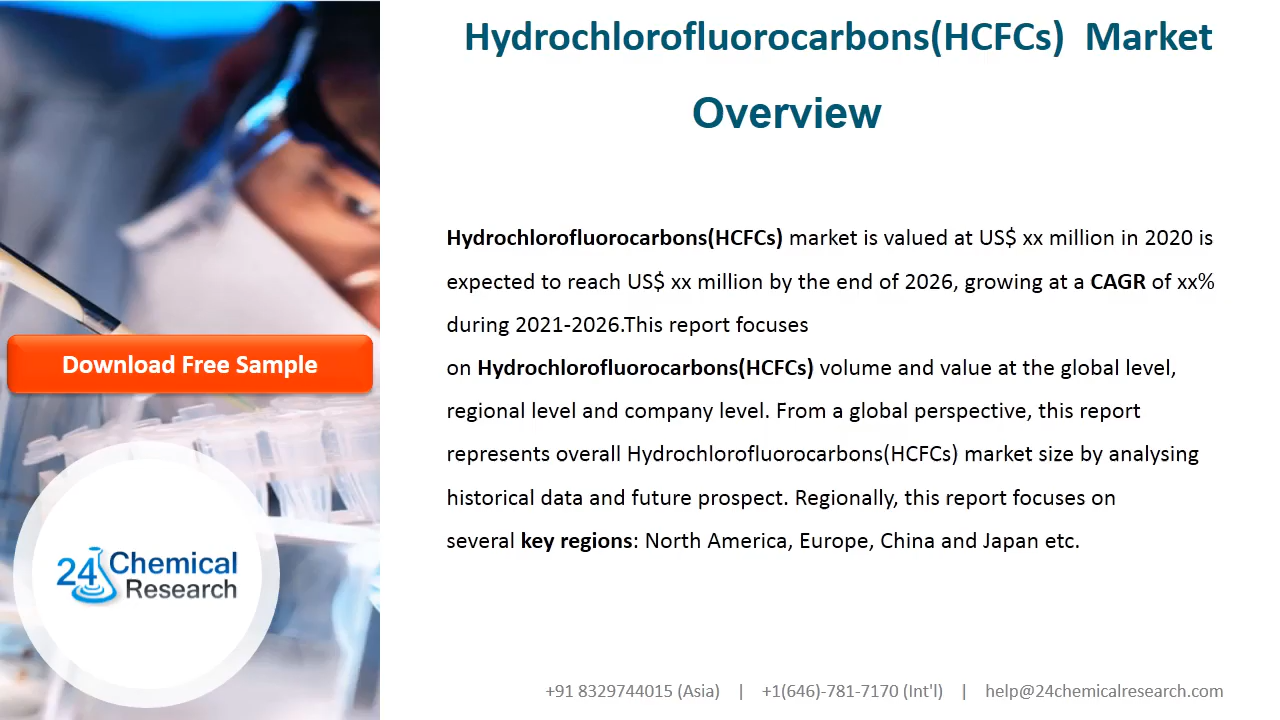 Hydrochlorofluorocarbons(HCFCs) Market
Overview
Hydrochlorofluorocarbons(HCFCs) market is valued at US$ xx million in 2020 is
expected to reach US$ xx million by the end of 2026, growing at a CAGR of xx%
during 2021-2026.This report focuses
on Hydrochlorofluorocarbons(HCFCs) volume and value at the global level,
regional level and company level. From a global perspective, this report
represents overall Hydrochlorofluorocarbons(HCFCs) market size by analysing
historical data and future prospect. Regionally, this report focuses on
several key regions: North America, Europe, China and Japan etc.
Download Free Sample
24 Chemical
Research
+91 8329744015 (Asia) | +1(646)-781-7170 (Int'l) | help@24chemicalresearch.com